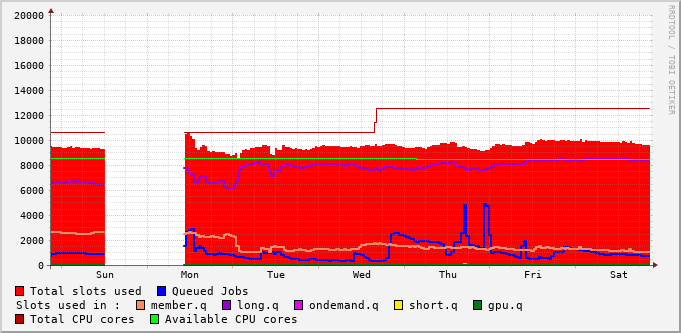 20000
18000
16000
14000
12000
10000
8000
6000
4000
2000
0
Sun Mon Tue Wed Thu Fri Sat
Total slots used Queued Jobs
Slots used in : member.q long.q ondemand.q short.q gpu.q
Total CPU cores Available CPU cores
RRDTOOL / TOBI OETIKER